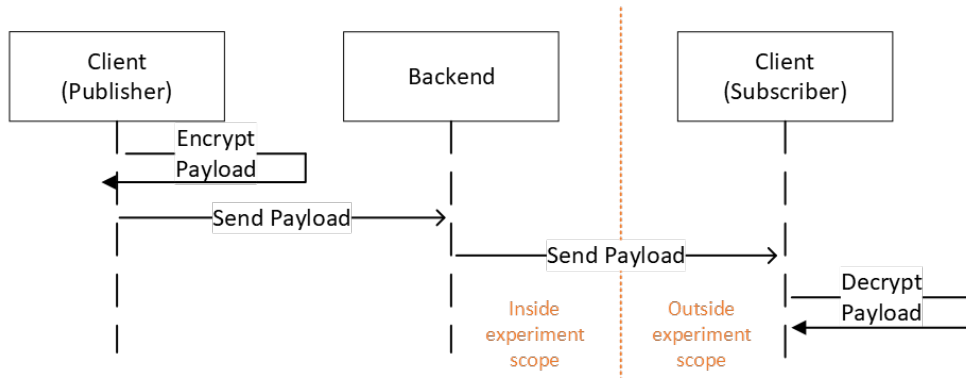 Client
(Publisher)
Backend
Client
(Subscriber)
Encrypt
Payload
Send Payload
Send Payload
Decrypt
Payload
Inside
experiment
scope
Outside
experiment
scope